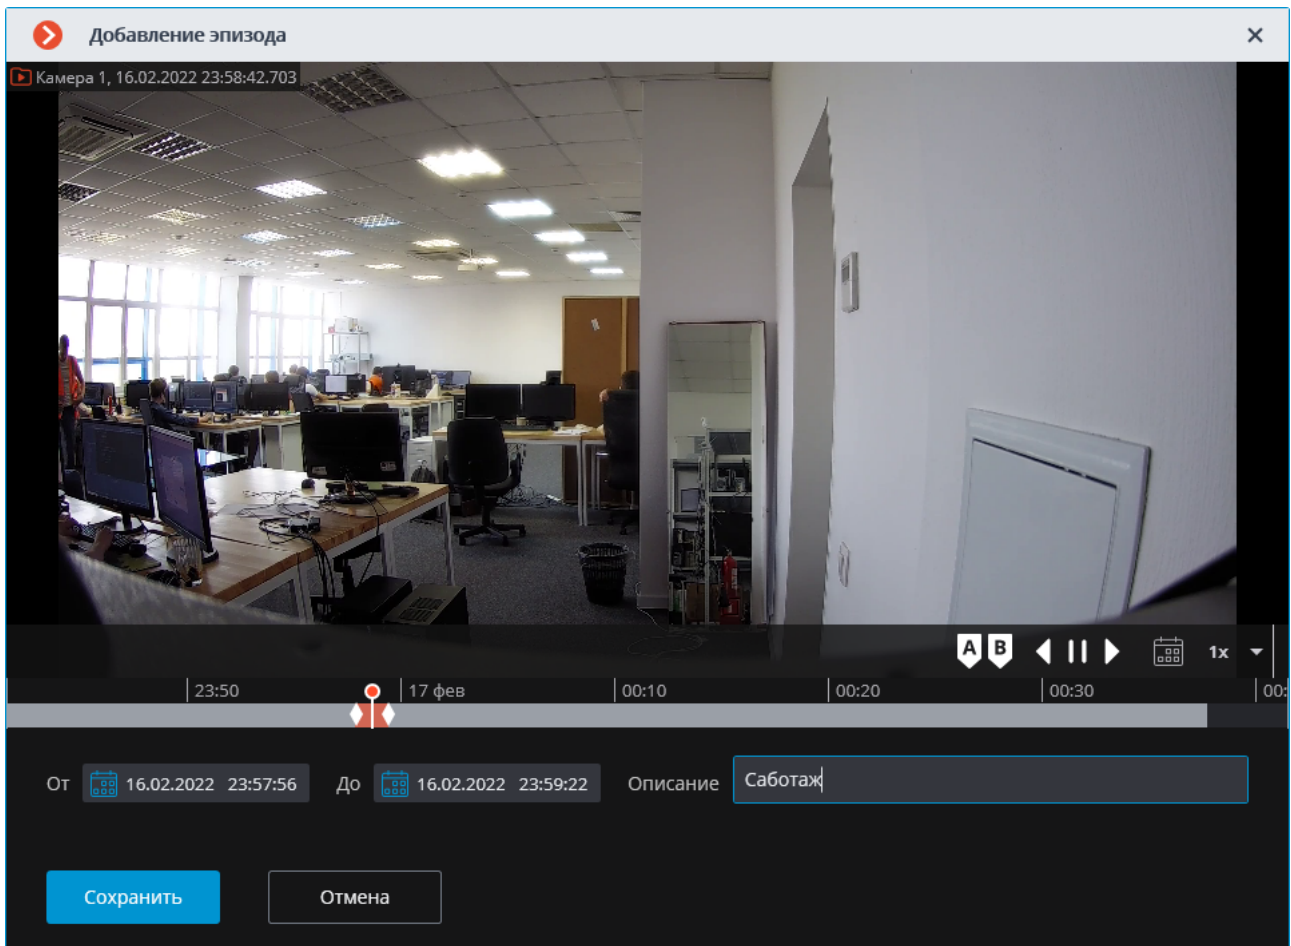 Добавление эпизода
Камера 1, 16.02.2022 23:58:42.703
A B 1x
23:50 17 фев 00:10 00:20 00:30 00:
От 16.02.2022 23:57:56 До 16.02.2022 23:59:22 Описание Саботаж
Сохранить Отмена